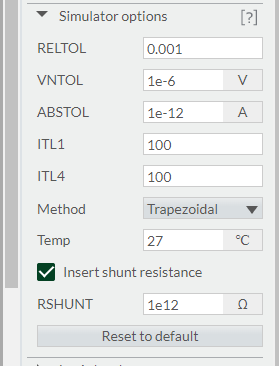 Simulator options [?]
RELTOL 0.001
VNTOL 1e-6 V
ABSTOL 1e-12 A
ITL1 100
ITL4 100
Method Trapezoidal
Temp 27 °C
Insert shunt resistance
RSHUNT 1e12 Ω
Reset to default